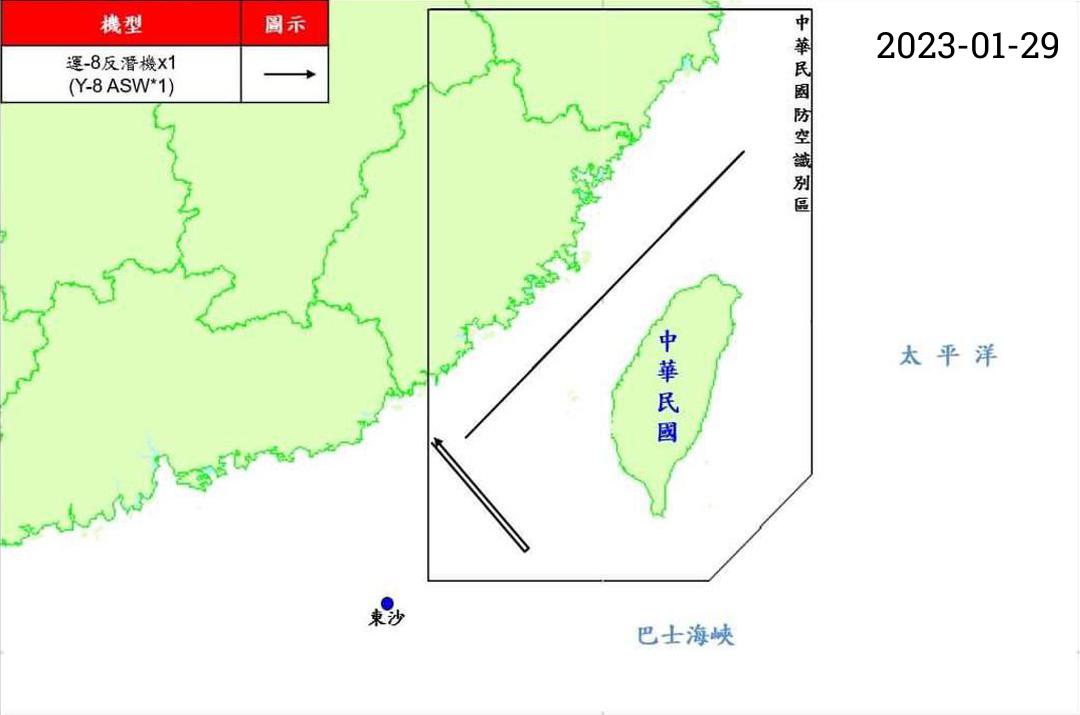 機型
圖示
運-8反潛機x1
(Y-8 ASW*1)
2023-01-29
中華民國防空識別區
中華民國
太平洋
東沙
巴士海峽